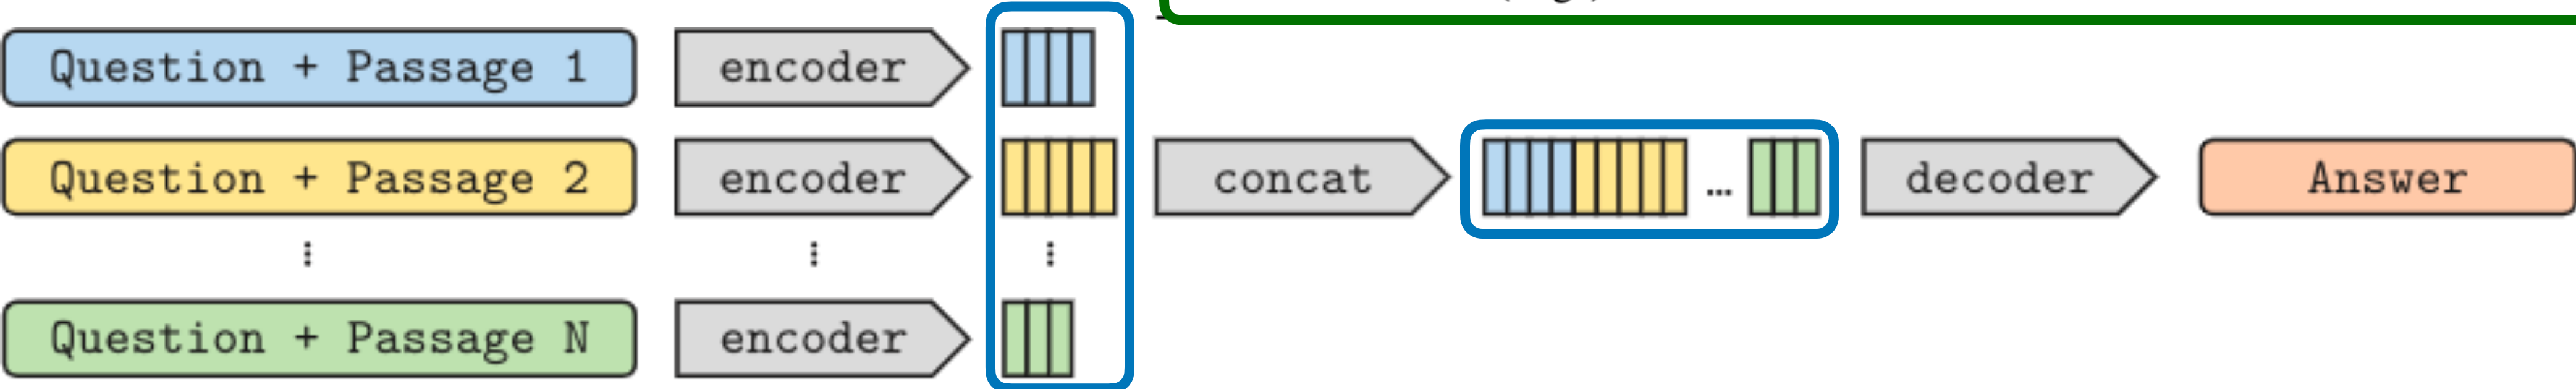 Question + Passage 1 encoder
Question + Passage 2 encoder concat ... decoder Answer
Question + Passage N encoder